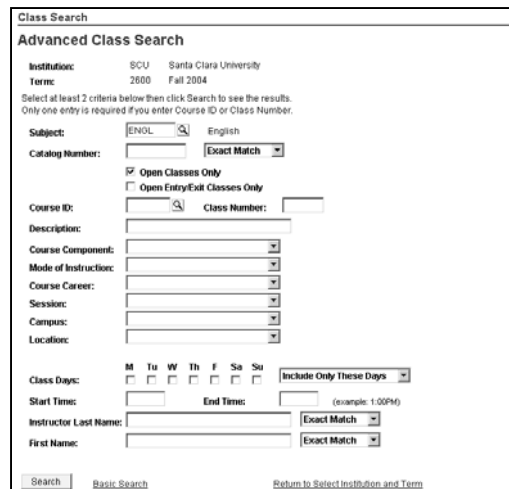 Class Search
Advanced Class Search
Institution: SCU Santa Clara University
Term: 2600 Fall 2004
Select at least 2 criteria below then click Search to see the results.
Only one entry is required if you enter Course ID or Class Number.
Subject: ENGL English
Catalog Number: Exact Match
Open Classes Only
Open Entry/Exit Classes Only
Course ID: Class Number:
Description:
Course Component:
Mode of Instruction:
Course Career:
Session:
Campus:
Location:
M Tu W Th F Sa Su
Class Days: Include Only These Days
Start Time: End Time: (example: 1:00PM)
Instructor Last Name: Exact Match
First Name: Exact Match
Search Basic Search Return to Select Institution and Term